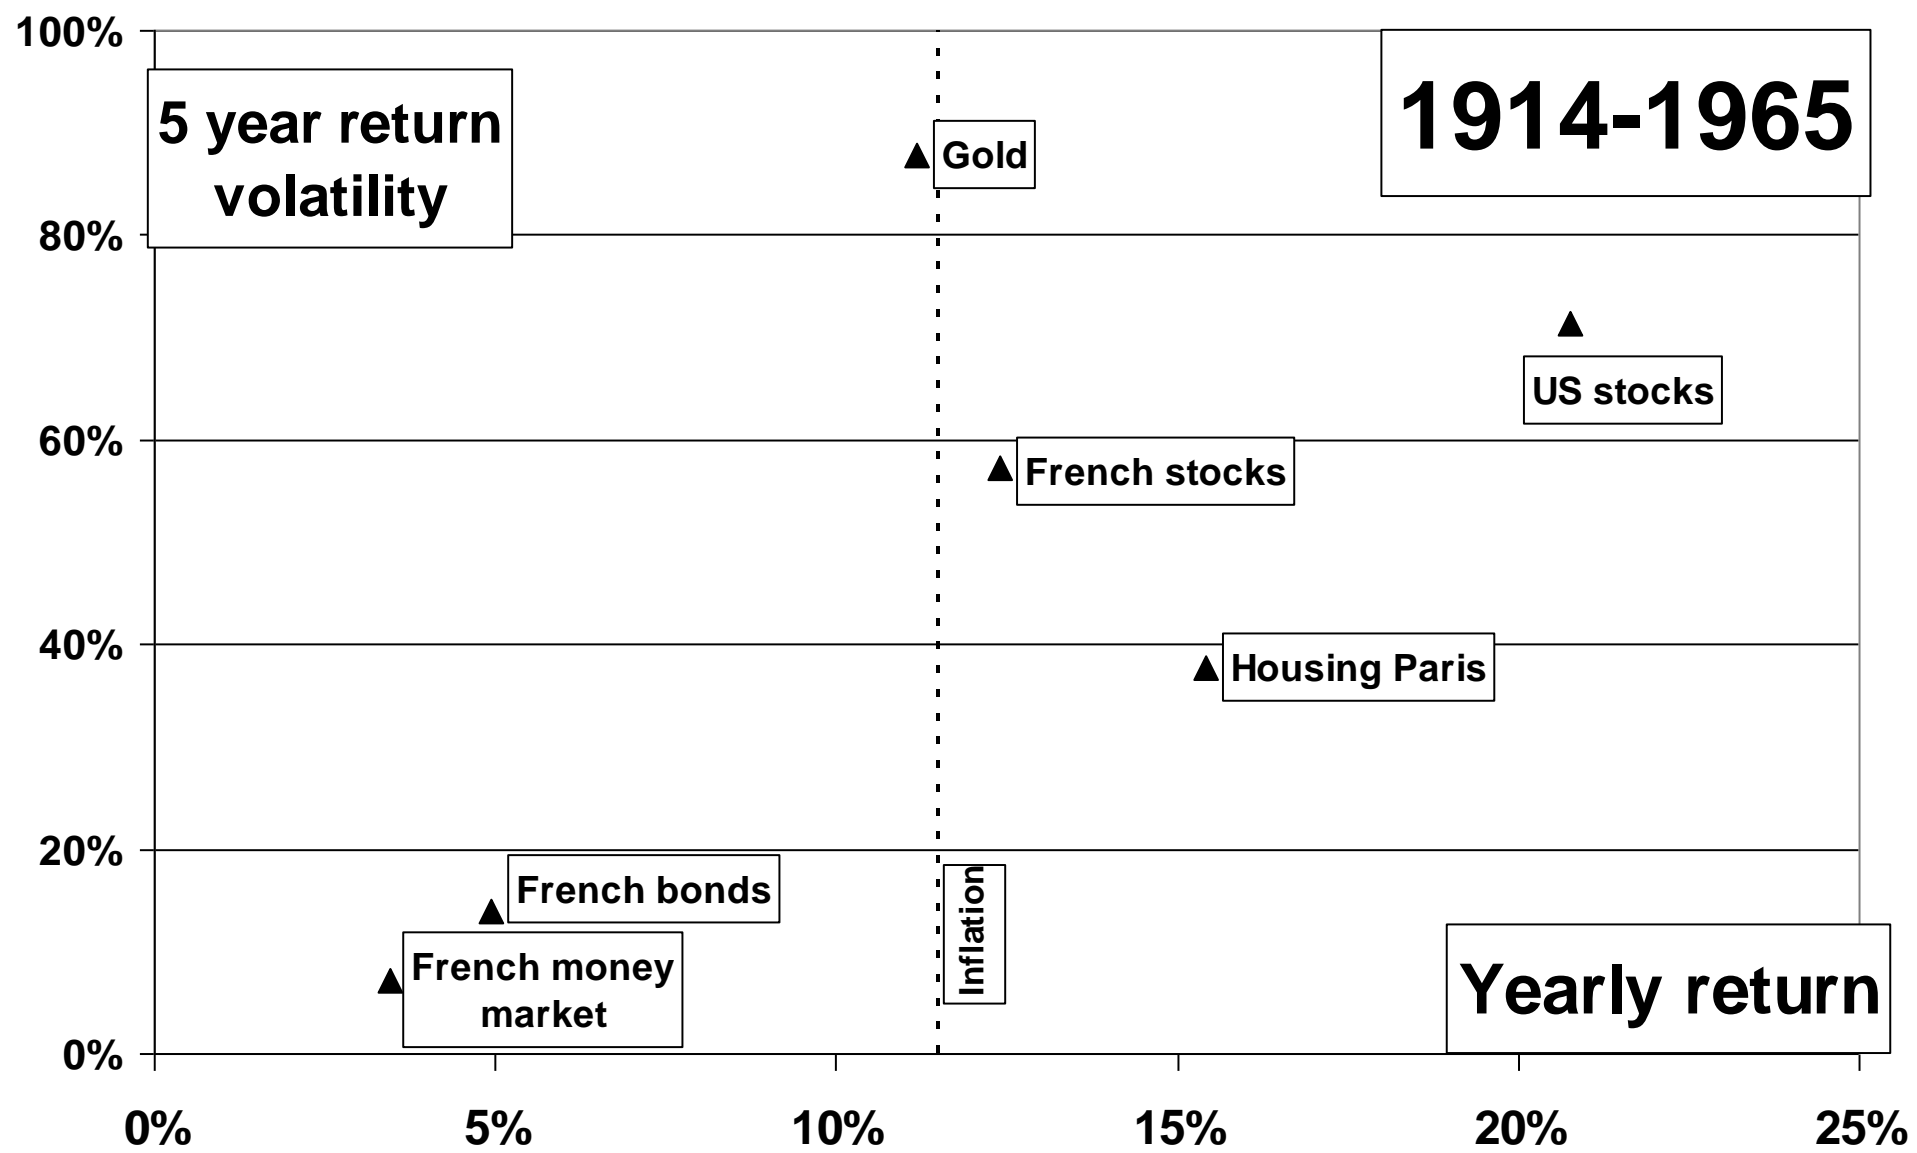 100%
5 year return
volatility
1914-1965
Gold
80%
US stocks
60%
French stocks
40%
Housing Paris
20%
French bonds
Inflation
French money
market
Yearly return
0%
0%
5%
10%
15%
20%
25%